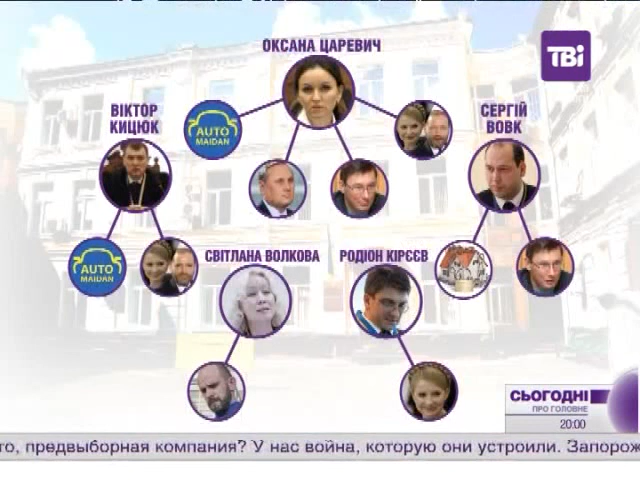 ОКСАНА ЦАРЕВИЧ
ТВі
ВІКТОР
КИЦЮК
СЕРГІЙ
ВОВК
AUTO
MAIDAN
AUTO
MAIDAN
СВІТЛАНА ВОЛКОВА
РОДІОН КІРЄЄВ
СЬОГОДНІ
ПРО ГОЛОВНЕ
20:00
то, предвыборная компания? У нас война, которую они устроили. Запорож